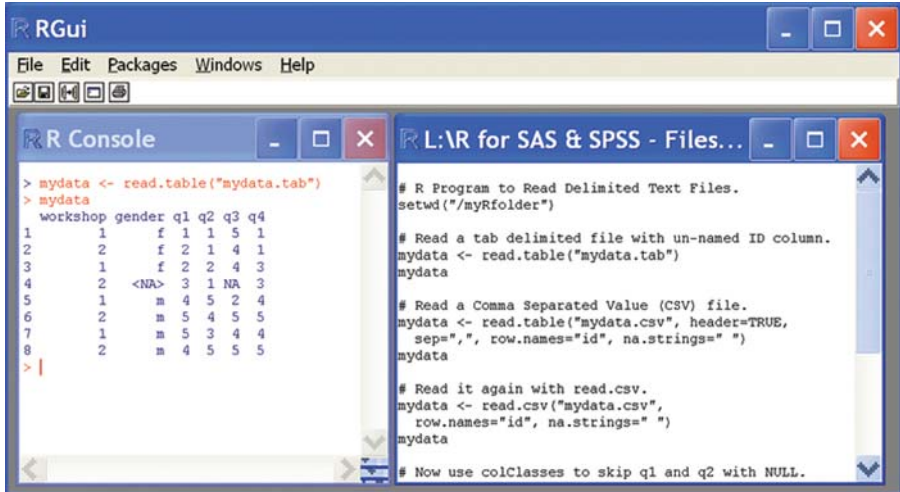 RGui
File Edit Packages Windows Help
R Console
> mydata <- read.table("mydata.tab")
> mydata
  workshop gender q1 q2 q3 q4
1        1      f  1  1  5  1
2        2      f  2  1  4  1
3        1      f  2  2  4  3
4        2   <NA>  3  1 NA  3
5        1      m  4  5  2  4
6        2      m  5  4  5  5
7        1      m  5  3  4  4
8        2      m  4  5  5  5
>
L:\R for SAS & SPSS - Files...
# R Program to Read Delimited Text Files.
setwd("/myRfolder")
# Read a tab delimited file with un-named ID column.
mydata <- read.table("mydata.tab")
mydata
# Read a Comma Separated Value (CSV) file.
mydata <- read.table("mydata.csv", header=TRUE,
  sep=",", row.names="id", na.strings=" ")
mydata
# Read it again with read.csv.
mydata <- read.csv("mydata.csv",
  row.names="id", na.strings=" ")
mydata
# Now use colClasses to skip q1 and q2 with NULL.